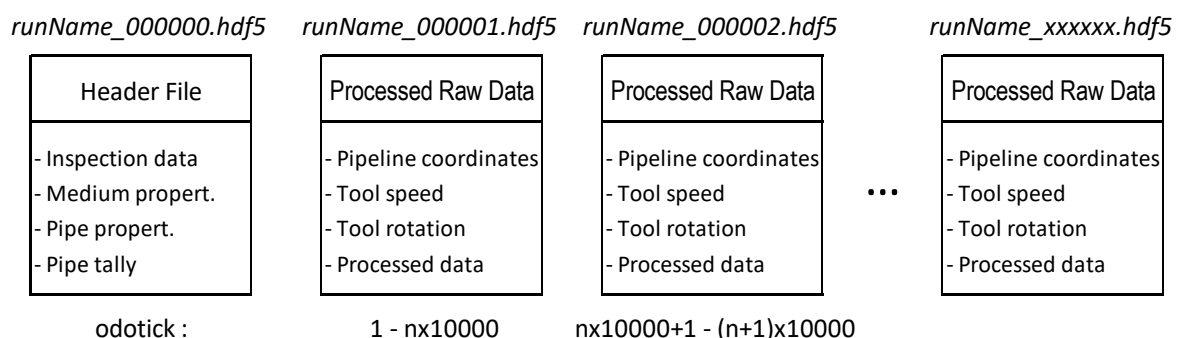 runName_000000.hdf5 runName_000001.hdf5 runName_000002.hdf5 runName_xxxxxx.hdf5
Header File Processed Raw Data Processed Raw Data Processed Raw Data
- Inspection data - Pipeline coordinates - Pipeline coordinates - Pipeline coordinates
- Medium propert. - Tool speed - Tool speed ... - Tool speed
- Pipe propert. - Tool rotation - Tool rotation - Tool rotation
- Pipe tally - Processed data - Processed data - Processed data
odotick : 1 - nx10000 nx10000+1 - (n+1)x10000